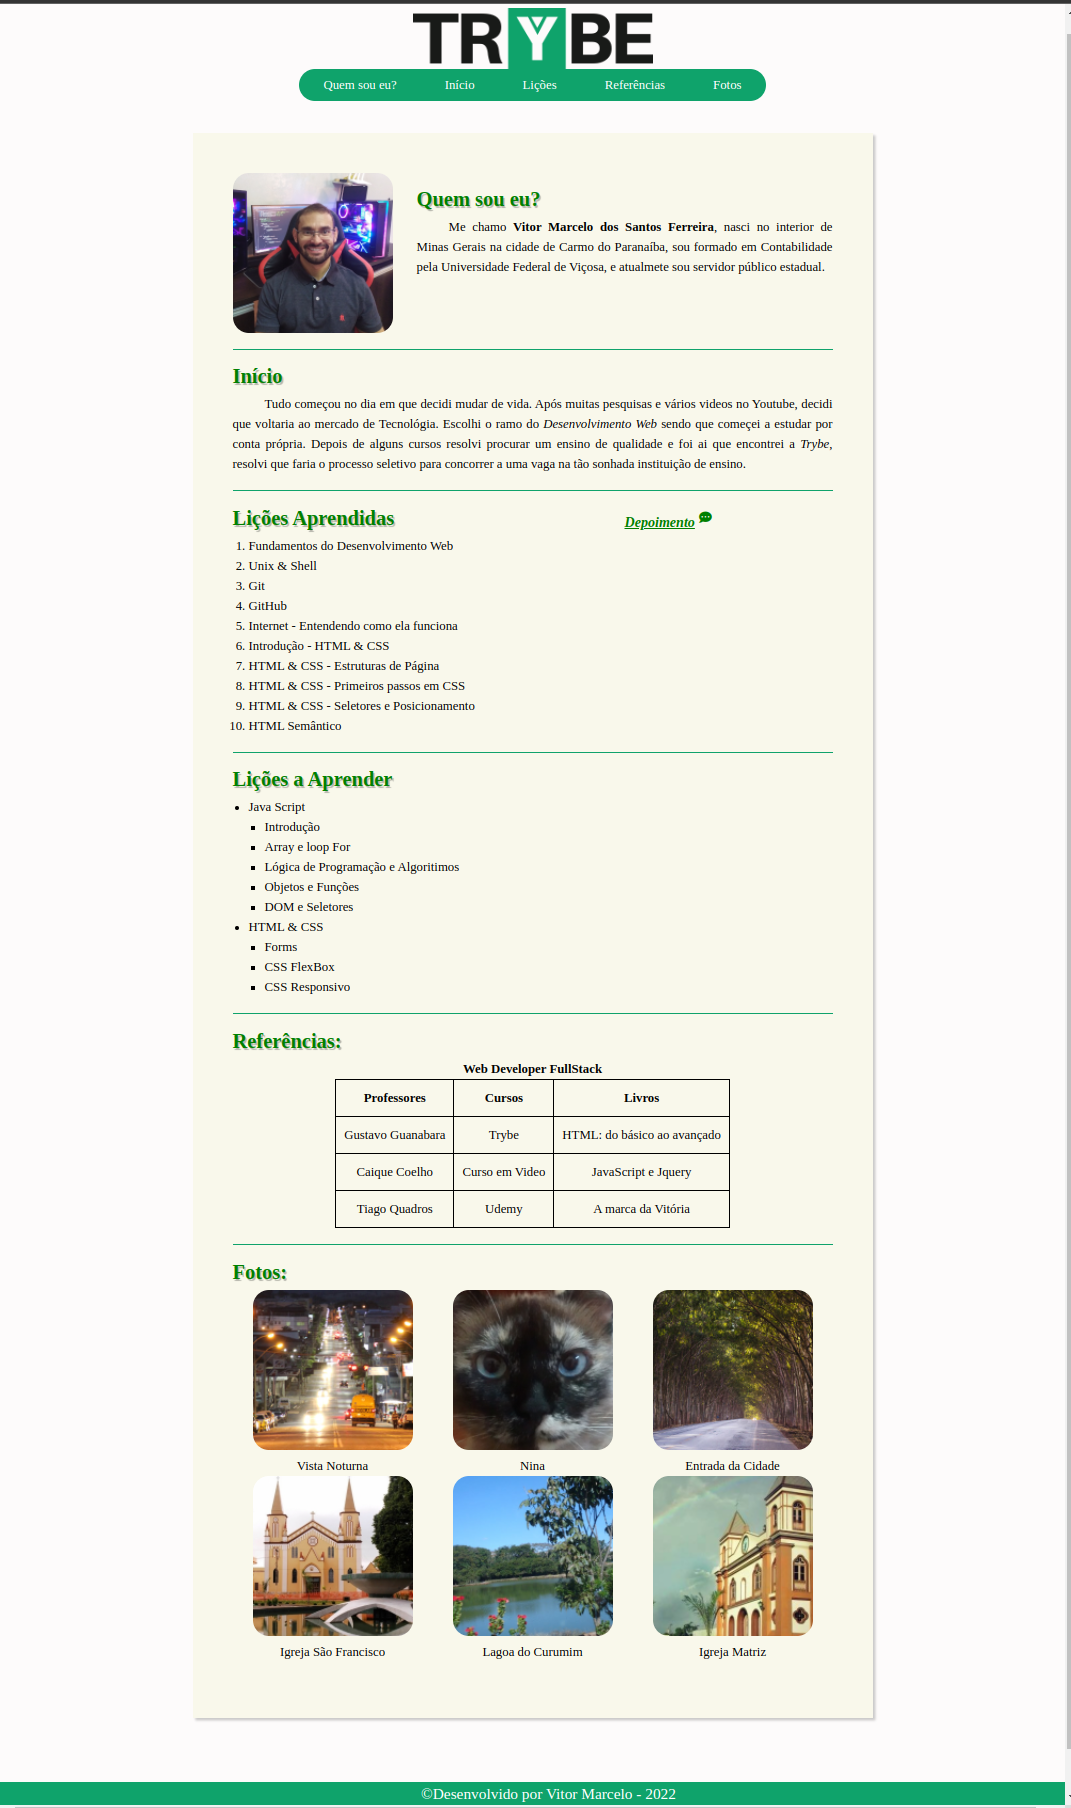 TRYBE
Quem sou eu? Início Lições Referências Fotos
Quem sou eu?
Me chamo Vitor Marcelo dos Santos Ferreira, nasci no interior de
Minas Gerais na cidade de Carmo do Paranaíba, sou formado em Contabilidade
pela Universidade Federal de Viçosa, e atualmete sou servidor público estadual.
Início
Tudo começou no dia em que decidi mudar de vida. Após muitas pesquisas e vários videos no Youtube, decidi
que voltaria ao mercado de Tecnológia. Escolhi o ramo do Desenvolvimento Web sendo que começei a estudar por
conta própria. Depois de alguns cursos resolvi procurar um ensino de qualidade e foi ai que encontrei a Trybe,
resolvi que faria o processo seletivo para concorrer a uma vaga na tão sonhada instituição de ensino.
Lições Aprendidas
Depoimento
1. Fundamentos do Desenvolvimento Web
2. Unix & Shell
3. Git
4. GitHub
5. Internet - Entendendo como ela funciona
6. Introdução - HTML & CSS
7. HTML & CSS - Estruturas de Página
8. HTML & CSS - Primeiros passos em CSS
9. HTML & CSS - Seletores e Posicionamento
10. HTML Semântico
Lições a Aprender
Java Script
Introdução
Array e loop For
Lógica de Programação e Algoritimos
Objetos e Funções
DOM e Seletores
HTML & CSS
Forms
CSS FlexBox
CSS Responsivo
Referências:
Web Developer FullStack
Professores Cursos Livros
Gustavo Guanabara Trybe HTML: do básico ao avançado
Caique Coelho Curso em Video JavaScript e Jquery
Tiago Quadros Udemy A marca da Vitória
Fotos:
Vista Noturna Nina Entrada da Cidade
Igreja São Francisco Lagoa do Curumim Igreja Matriz
©Desenvolvido por Vitor Marcelo - 2022